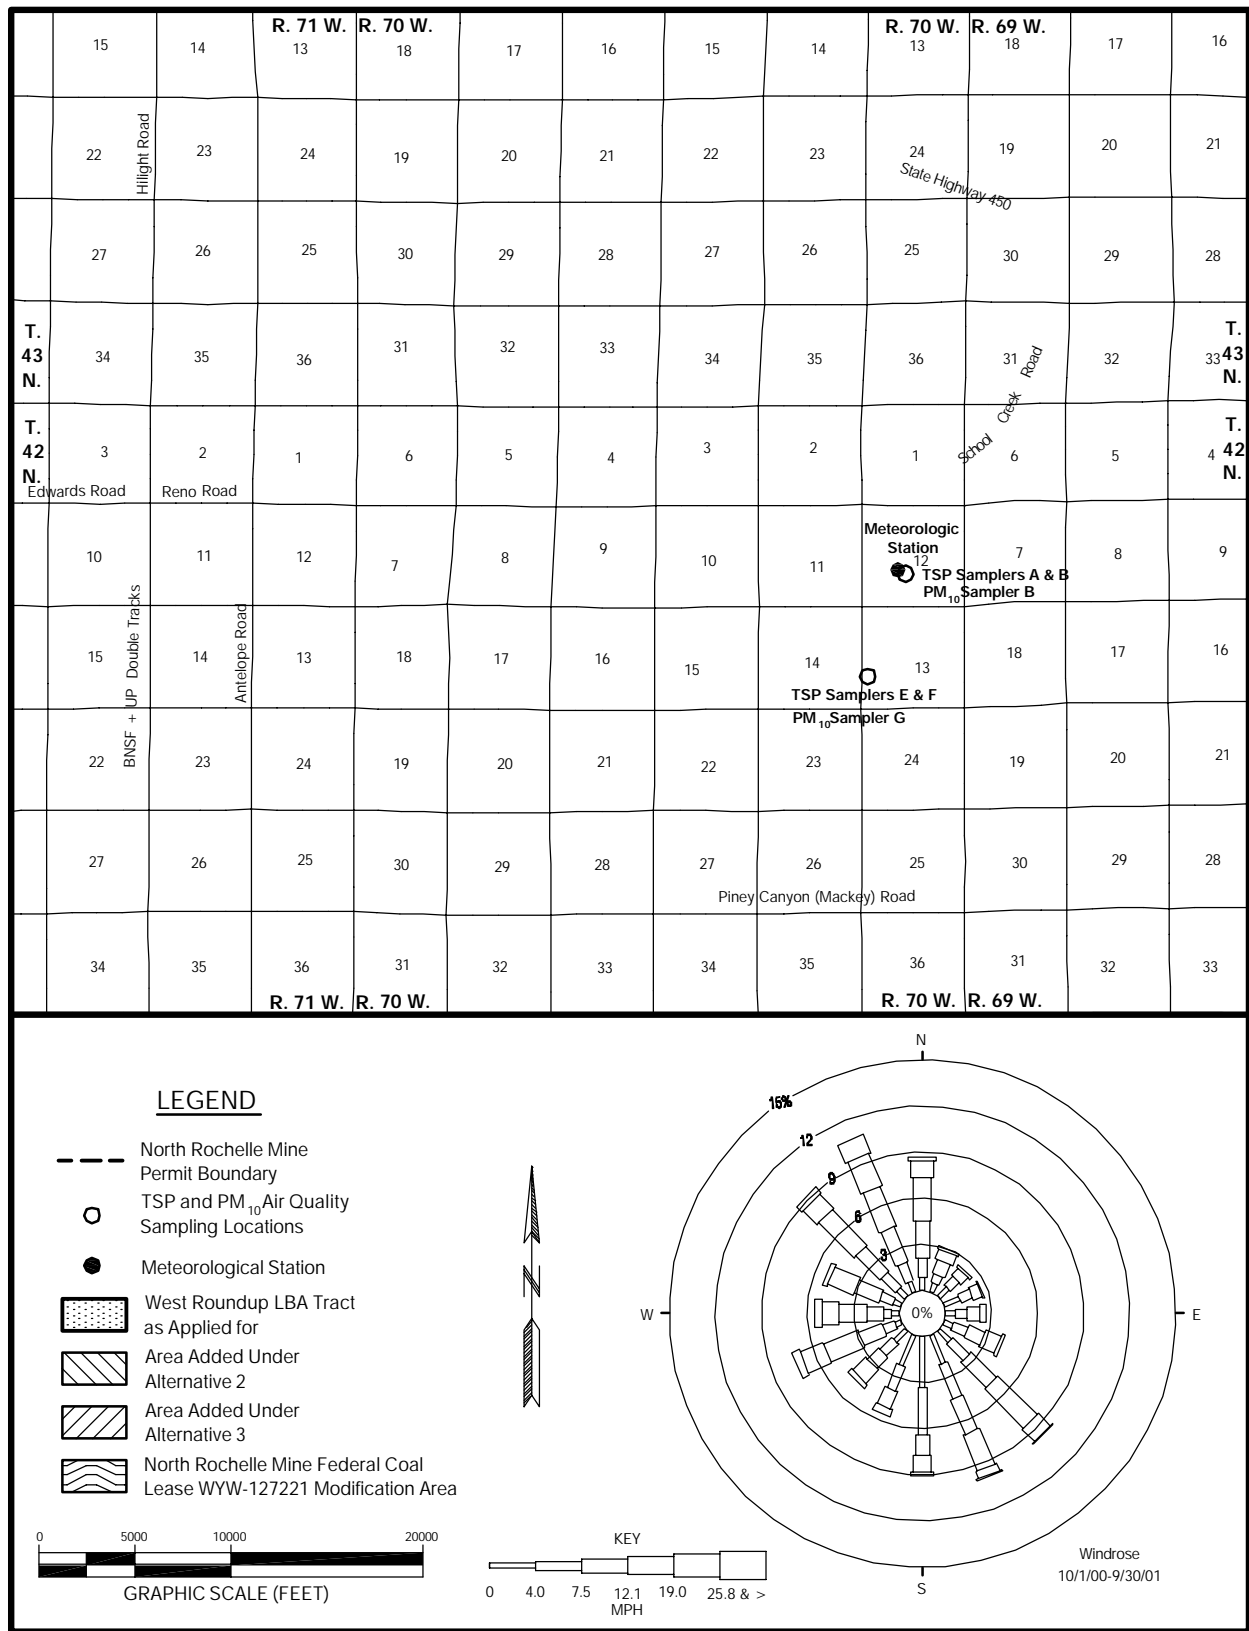 R. 71 W. R. 70 W. R. 70 W. R. 69 W.
15 14 13 18 17 16 15 14 13 18 17 16
Hilight Road
22 23 24 19 20 21 22 23 24 19 20 21
State Highway 450
27 26 25 30 29 28 27 26 25 30 29 28
T.
43
N.
34 35 36 31 32 33 34 35 36 31 32 33
T.
43
N.
School Creek Road
T.
42
N.
3 2 1 6 5 4 3 2 1 6 5 4
T.
42
N.
Edwards Road Reno Road
Meteorologic
Station
10 11 12 7 8 9 10 11 12 7 8 9
TSP Samplers A & B
PM10 Sampler B
BNSF + UP Double Tracks
Antelope Road
15 14 13 18 17 16 15 14 13 18 17 16
TSP Samplers E & F
PM10 Sampler G
22 23 24 19 20 21 22 23 24 19 20 21
27 26 25 30 29 28 27 26 25 30 29 28
Piney Canyon (Mackey) Road
34 35 36 31 32 33 34 35 36 31 32 33
R. 71 W. R. 70 W. R. 70 W. R. 69 W.
LEGEND
North Rochelle Mine
Permit Boundary
TSP and PM10 Air Quality
Sampling Locations
Meteorological Station
West Roundup LBA Tract
as Applied for
Area Added Under
Alternative 2
Area Added Under
Alternative 3
North Rochelle Mine Federal Coal
Lease WYW-127221 Modification Area
0 5000 10000 20000
GRAPHIC SCALE (FEET)
N
N
15%
12
9
6
3
0%
W
E
S
KEY
0 4.0 7.5 12.1 19.0 25.8 & >
MPH
Windrose
10/1/00-9/30/01